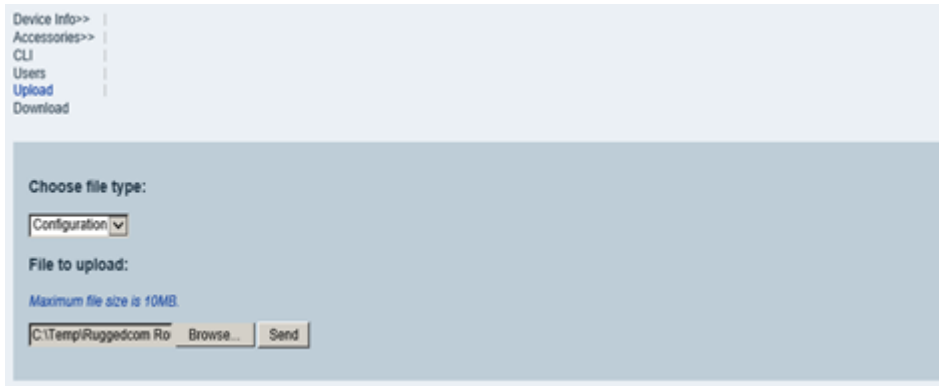 Device Info>> |
Accessories>> |
CLI |
Users |
Upload |
Download
Choose file type:
Configuration
File to upload:
Maximum file size is 10MB.
C:\Temp\Ruggedcom Ro Browse... Send